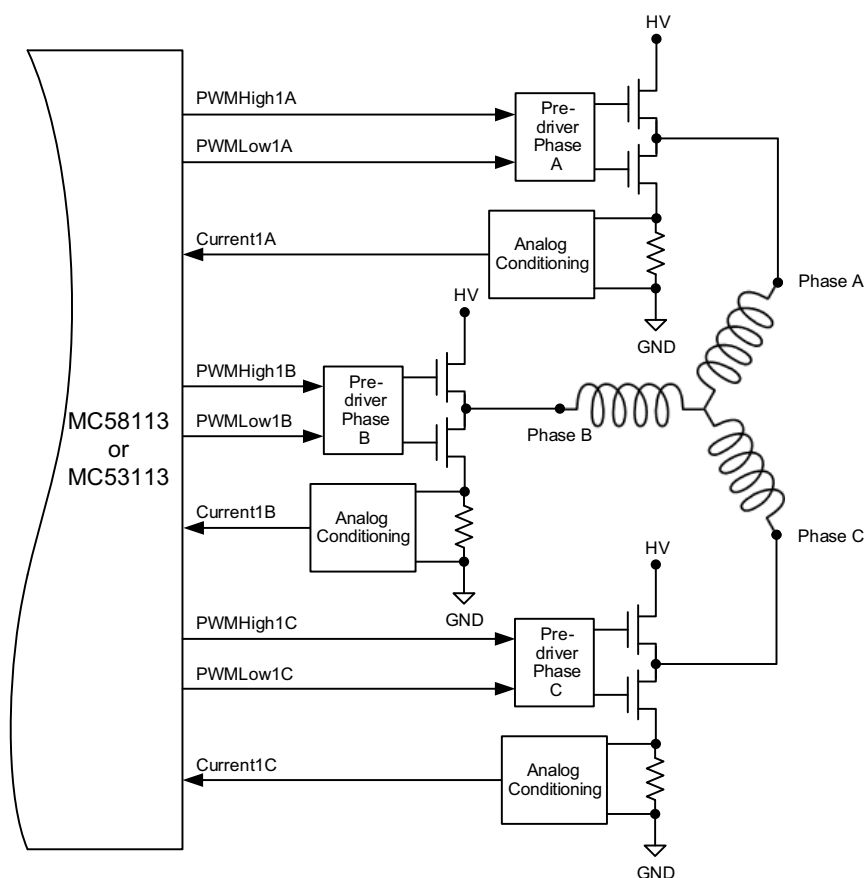 HV
PWMHigh1A
Pre-
driver
Phase
A
PWMLow1A
Current1A
Analog
Conditioning
Phase A
HV
GND
PWMHigh1B
Pre-
driver
Phase
B
MC58113
or
MC53113
PWMLow1B
Phase B
Current1B
Analog
Conditioning
Phase C
HV
GND
PWMHigh1C
Pre-
driver
Phase
C
PWMLow1C
Current1C
Analog
Conditioning
GND